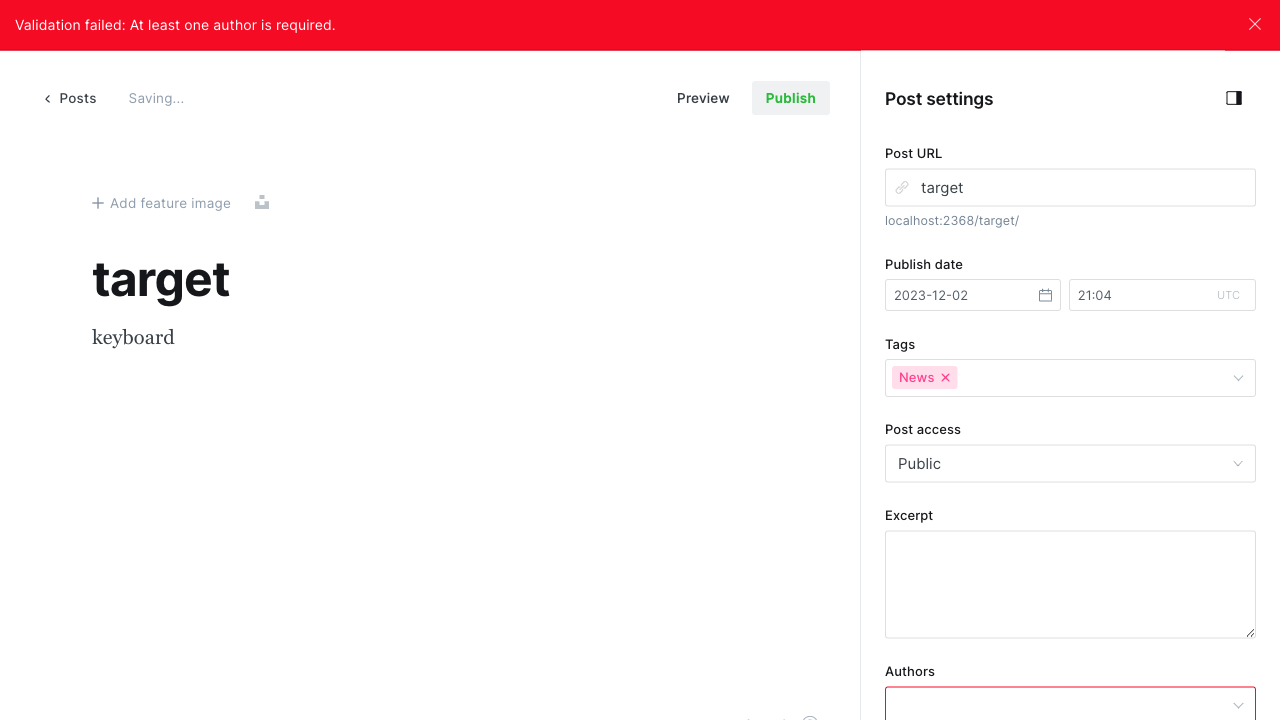 Validation failed: At least one author is required.
Posts
Saving...
Preview
Publish
Post settings
Post URL
target
localhost:2368/target/
Add feature image
target
keyboard
Publish date
2023-12-02
21:04
UTC
Tags
News
Post access
Public
Excerpt
Authors